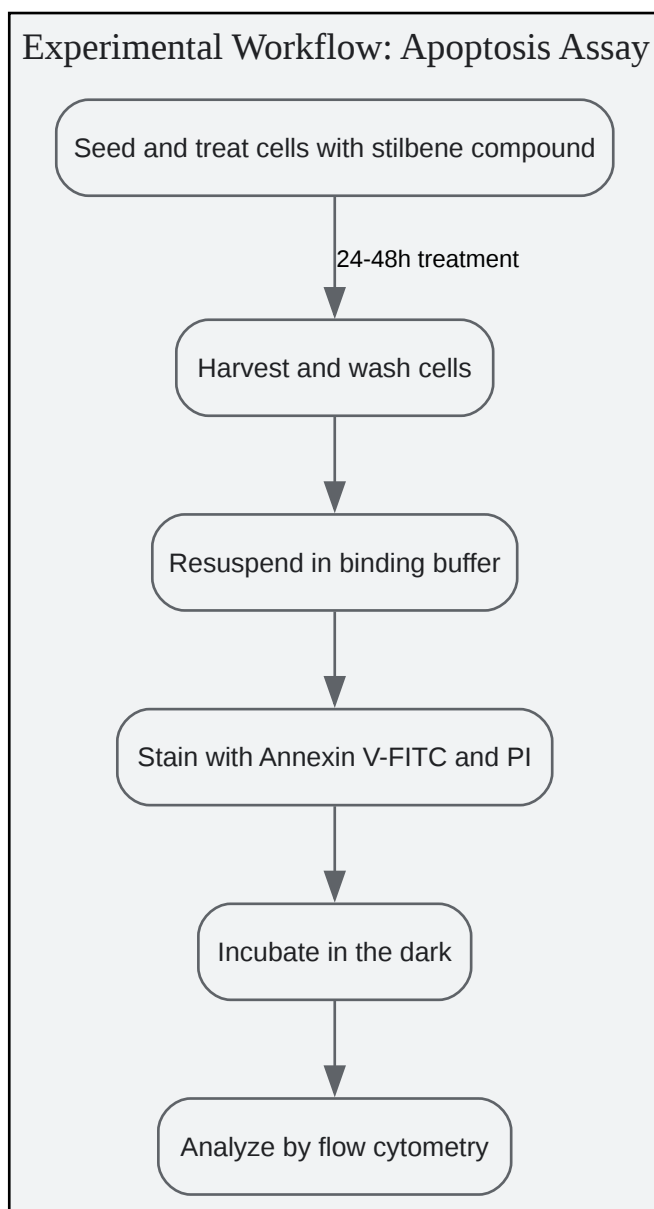 Experimental Workflow: Apoptosis Assay
Seed and treat cells with stilbene compound
24-48h treatment
Harvest and wash cells
Resuspend in binding buffer
Stain with Annexin V-FITC and PI
Incubate in the dark
Analyze by flow cytometry